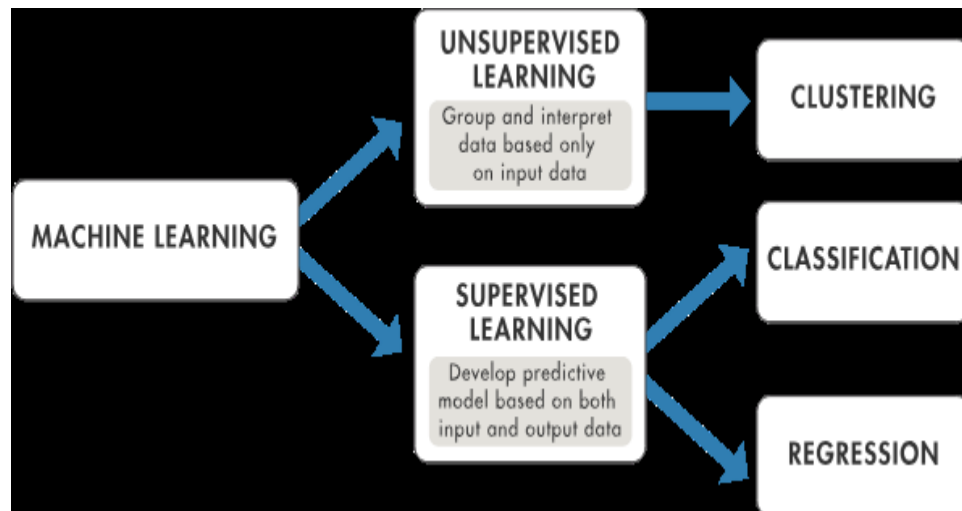 MACHINE LEARNING
UNSUPERVISED
LEARNING
Group and interpret
data based only
on input data
CLUSTERING
SUPERVISED
LEARNING
Develop predictive
model based on both
input and output data
CLASSIFICATION
REGRESSION